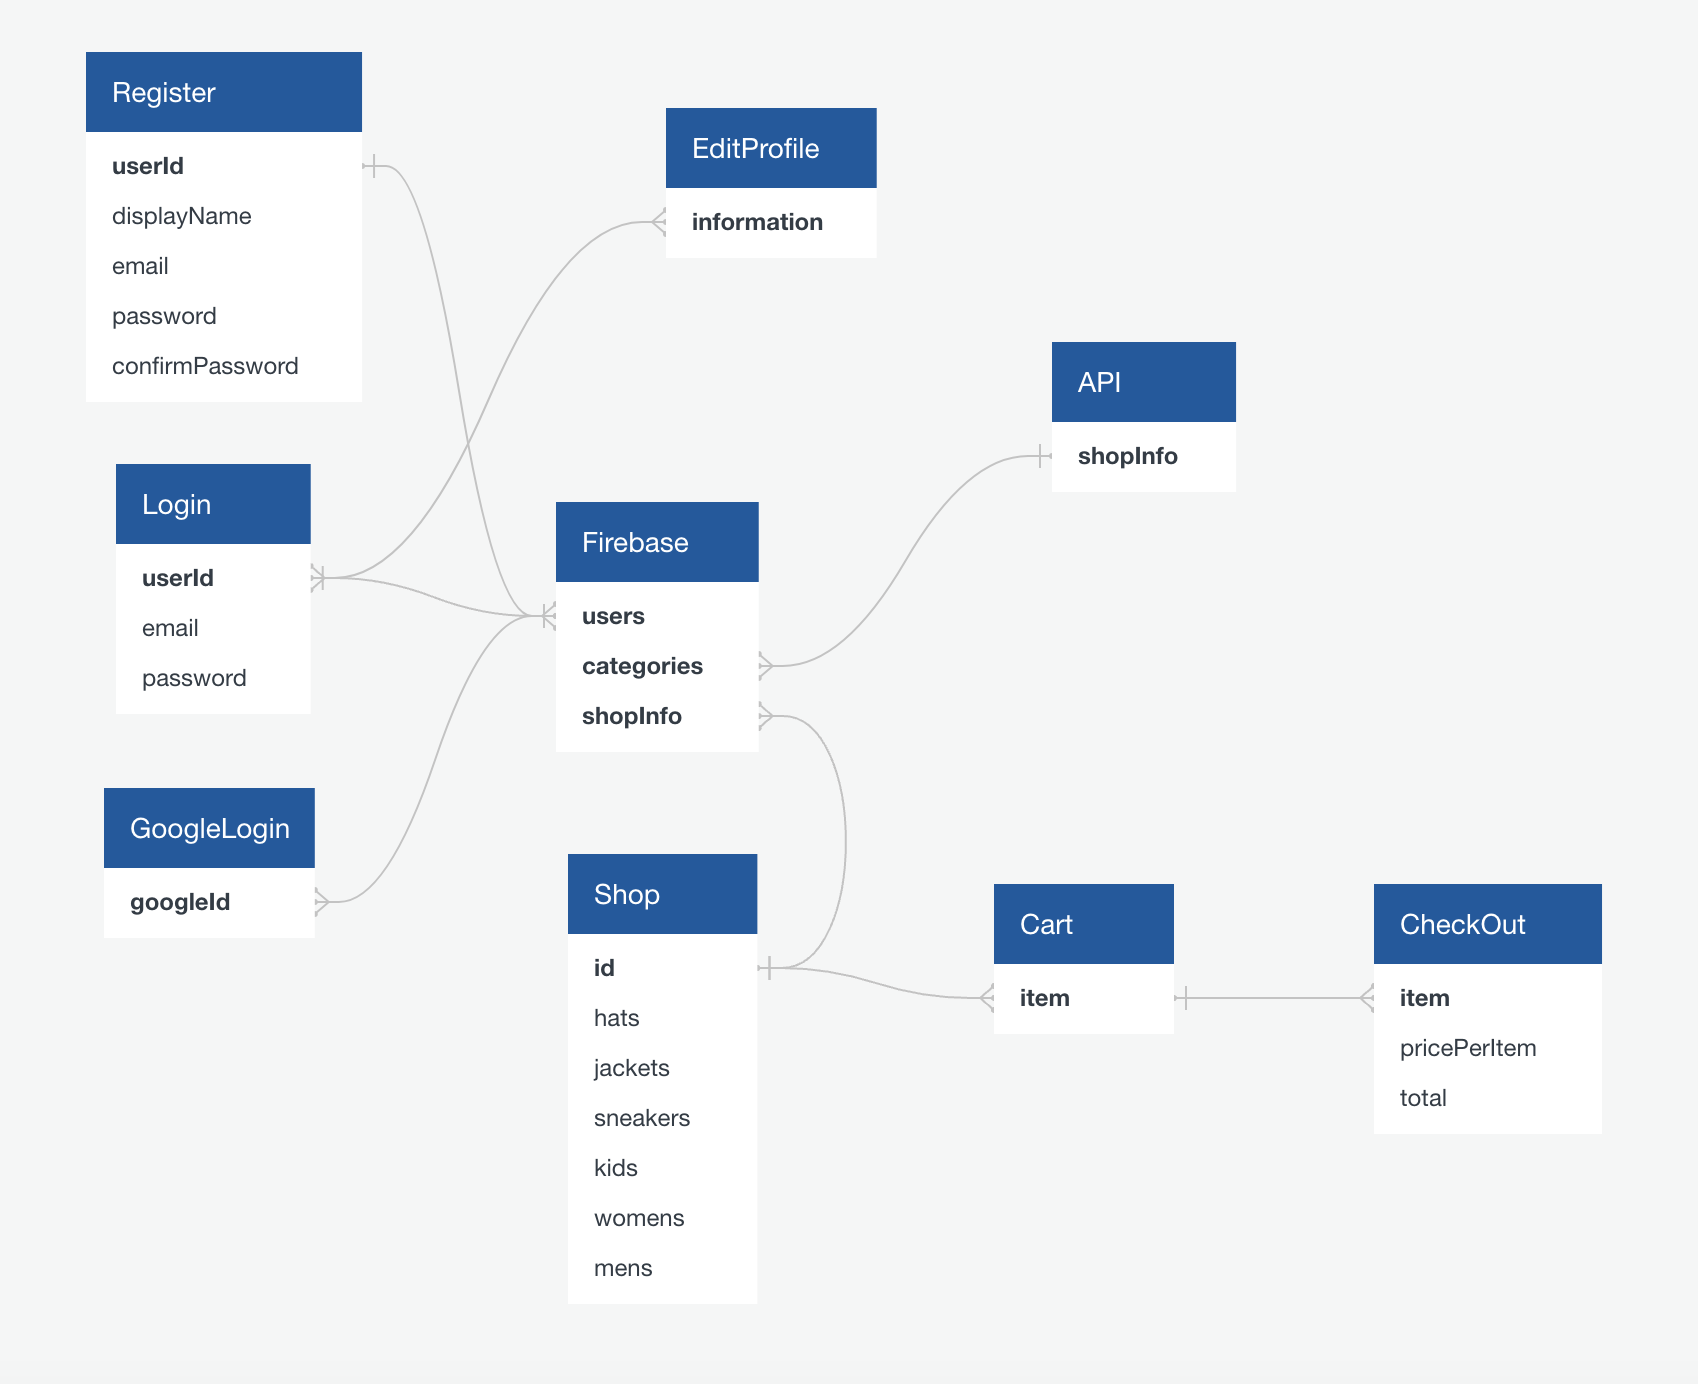 Register
userId
displayName
email
password
confirmPassword
EditProfile
information
API
shopInfo
Login
userId
email
password
Firebase
users
categories
shopInfo
GoogleLogin
googleId
Shop
id
hats
jackets
sneakers
kids
womens
mens
Cart
item
CheckOut
item
pricePerItem
total